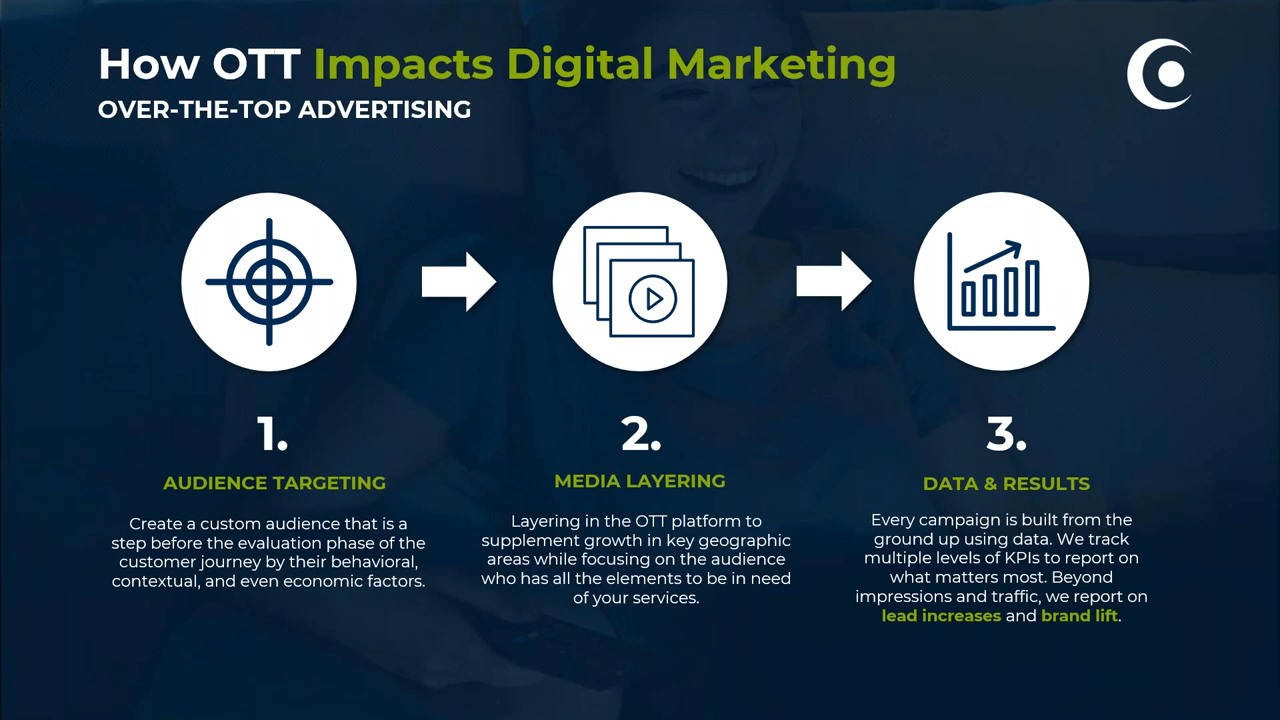 How OTT Impacts Digital Marketing
OVER-THE-TOP ADVERTISING
1.
AUDIENCE TARGETING
Create a custom audience that is a
step before the evaluation phase of the
customer journey by their behavioral,
contextual, and even economic factors.
2.
MEDIA LAYERING
Layering in the OTT platform to
supplement growth in key geographic
areas while focusing on the audience
who has all the elements to be in need
of your services.
3.
DATA & RESULTS
Every campaign is built from the
ground up using data. We track
multiple levels of KPIs to report on
what matters most. Beyond
impressions and traffic, we report on
lead increases and brand lift.